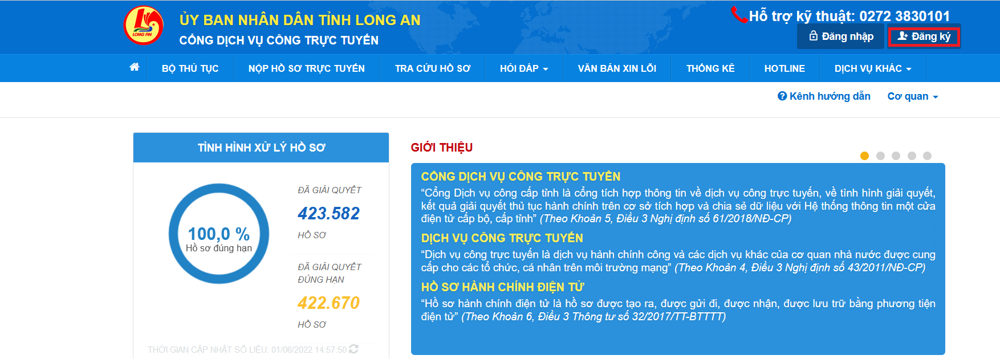 LONG AN
ỦY BAN NHÂN DÂN TỈNH LONG AN
CỔNG DỊCH VỤ CÔNG TRỰC TUYẾN
Hỗ trợ kỹ thuật: 0272 3830101
Đăng nhập
Đăng ký
BỘ THỦ TỤC
NỘP HỒ SƠ TRỰC TUYẾN
TRA CỨU HỒ SƠ
HỎI ĐÁP
VĂN BẢN XIN LỖI
THỐNG KÊ
HOTLINE
DỊCH VỤ KHÁC
Kênh hướng dẫn
Cơ quan
TÌNH HÌNH XỬ LÝ HỒ SƠ
100,0 %
Hồ sơ đúng hạn
ĐÃ GIẢI QUYẾT
423.582
HỒ SƠ
ĐÃ GIẢI QUYẾT
ĐÚNG HẠN
422.670
HỒ SƠ
THỜI GIAN CẬP NHẬT SỐ LIỆU: 01/06/2022 14:57:50
GIỚI THIỆU
CỔNG DỊCH VỤ CÔNG TRỰC TUYẾN
“Cổng Dịch vụ công cấp tỉnh là cổng tích hợp thông tin về dịch vụ công trực tuyến, về tình hình giải quyết,
kết quả giải quyết thủ tục hành chính trên cơ sở tích hợp và chia sẻ dữ liệu với Hệ thống thông tin một cửa
điện tử cấp bộ, cấp tỉnh” (Theo Khoản 5, Điều 3 Nghị định số 61/2018/NĐ-CP)
DỊCH VỤ CÔNG TRỰC TUYẾN
“Dịch vụ công trực tuyến là dịch vụ hành chính công và các dịch vụ khác của cơ quan nhà nước được cung
cấp cho các tổ chức, cá nhân trên môi trường mạng” (Theo Khoản 4, Điều 3 Nghị định số 43/2011/NĐ-CP)
HỒ SƠ HÀNH CHÍNH ĐIỆN TỬ
“Hồ sơ hành chính điện tử là hồ sơ được tạo ra, được gửi đi, được nhận, được lưu trữ bằng phương tiện
điện tử” (Theo Khoản 6, Điều 3 Thông tư số 32/2017/TT-BTTTT)